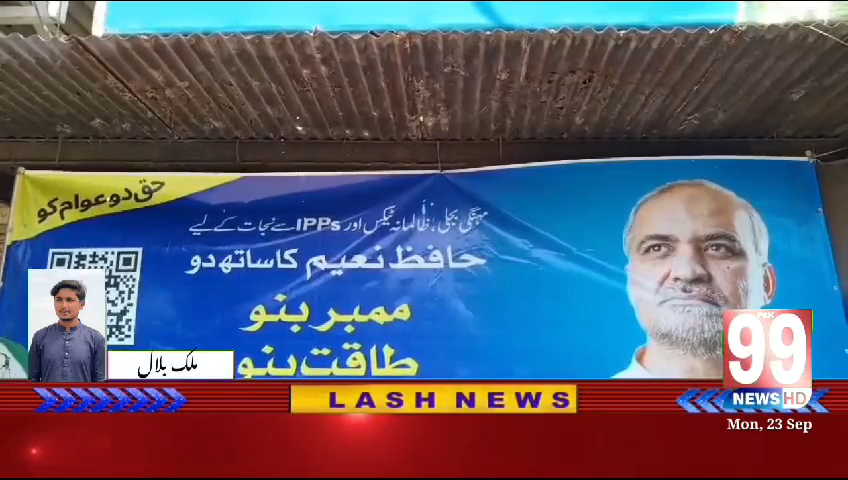 حق دو عوام کو
مہنگی بجلی، ظالمانہ ٹیکس اور IPPs سے نجات کے لیے
حافظ نعیم کا ساتھ دو
ممبر بنو
طاقت بنو
ملک بلال
LASH NEWS
PAK
99
NEWS HD
Mon, 23 Sep